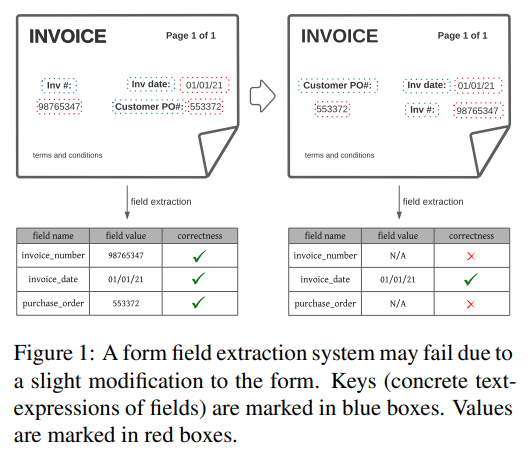 INVOICE Page 1 of 1
Inv #: Inv date: 01/01/21
98765347 Customer PO#: 553372
terms and conditions
INVOICE Page 1 of 1
Customer PO#: Inv date: 01/01/21
553372 Inv #: 98765347
terms and conditions
field extraction
field name field value correctness
invoice_number 98765347
invoice_date 01/01/21
purchase_order 553372
field extraction
field name field value correctness
invoice_number N/A
invoice_date 01/01/21
purchase_order N/A
Figure 1: A form field extraction system may fail due to
a slight modification to the form. Keys (concrete text-
expressions of fields) are marked in blue boxes. Values
are marked in red boxes.